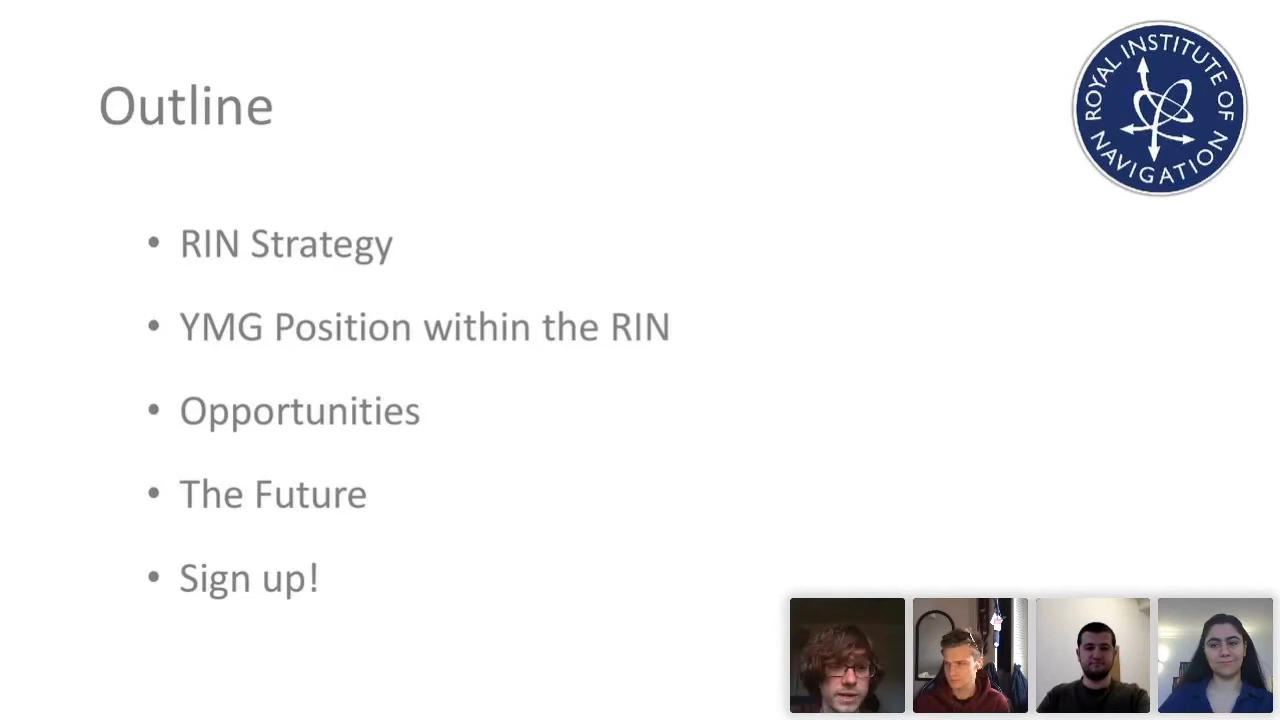 Outline
ROYAL INSTITUTE OF
NAVIGATION
• RIN Strategy
• YMG Position within the RIN
• Opportunities
• The Future
• Sign up!